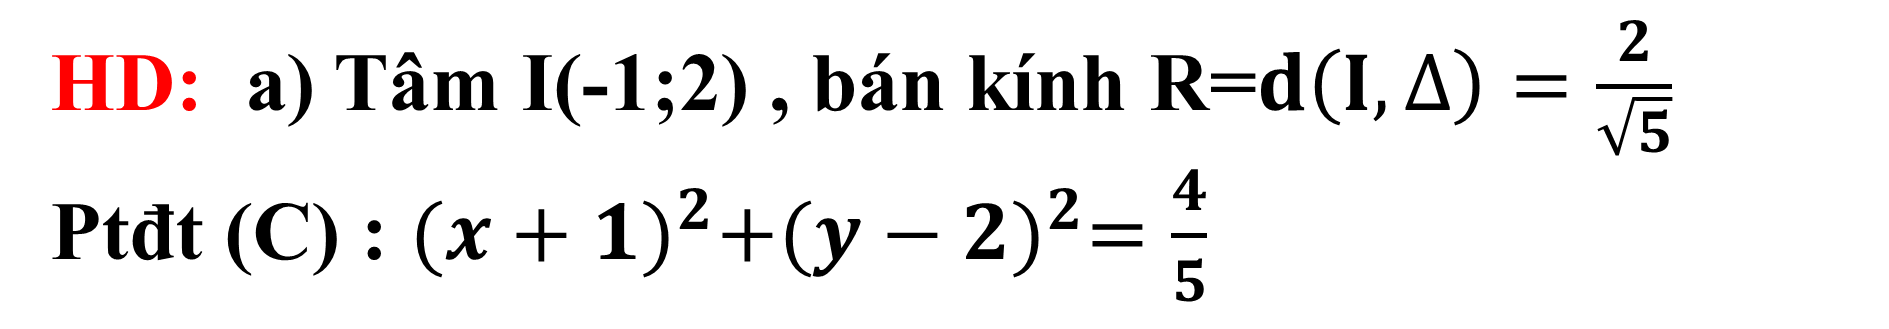 HD: a) Tâm I(-1;2) , bán kính R=d(I, Δ) = 2/√5
Ptđt (C) : (x + 1)²+(y − 2)²= 4/5